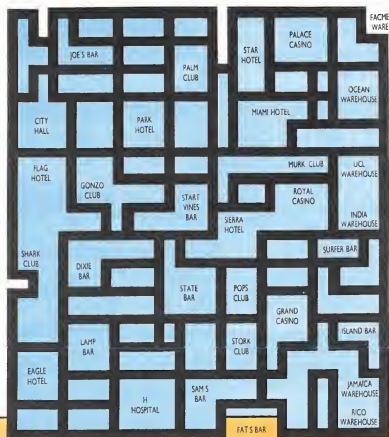 FACME
WARE
JOE'S BAR
PALM
CLUB
STAR
HOTEL
PALACE
CASINO
OCEAN
WAREHOUSE
CITY
HALL
PARK
HOTEL
MIAMI HOTEL
FLAG
HOTEL
GONZO
CLUB
START
VINES
BAR
MURK CLUB
ROYAL
CASINO
UCL
WAREHOUSE
SIERRA
HOTEL
INDIA
WAREHOUSE
SHARK
CLUB
DIXIE
BAR
SURFER BAR
STATE
BAR
POPS
CLUB
GRAND
CASINO
LAMP
BAR
STORK
CLUB
ISLAND BAR
EAGLE
HOTEL
H
HOSPITAL
SAM'S
BAR
JAMAICA
WAREHOUSE
RICO
WAREHOUSE
FAT'S BAR